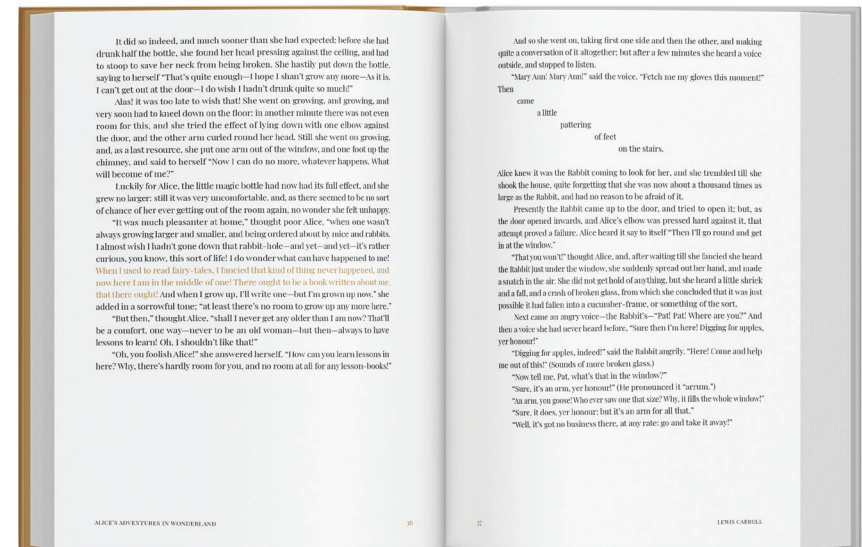 It did so indeed, and much sooner than she had expected: before she had
drunk half the bottle, she found her head pressing against the ceiling, and had
to stoop to save her neck from being broken. She hastily put down the bottle,
saying to herself “That’s quite enough—I hope I shan’t grow any more—As it is,
I can’t get out at the door—I do wish I hadn’t drunk quite so much!”
Alas! it was too late to wish that! She went on growing, and growing, and
very soon had to kneel down on the floor: in another minute there was not even
room for this, and she tried the effect of lying down with one elbow against
the door, and the other arm curled round her head. Still she went on growing,
and, as a last resource, she put one arm out of the window, and one foot up the
chimney, and said to herself “Now I can do no more, whatever happens. What
will become of me?”
Luckily for Alice, the little magic bottle had now had its full effect, and she
grew no larger: still it was very uncomfortable, and, as there seemed to be no sort
of chance of her ever getting out of the room again, no wonder she felt unhappy.
“It was much pleasanter at home,” thought poor Alice, “when one wasn’t
always growing larger and smaller, and being ordered about by mice and rabbits.
I almost wish I hadn’t gone down that rabbit-hole—and yet—and yet—it’s rather
curious, you know, this sort of life! I do wonder what can have happened to me!
When I used to read fairy-tales, I fancied that kind of thing never happened, and
now here I am in the middle of one! There ought to be a book written about me,
that there ought! And when I grow up, I’ll write one—but I’m grown up now,” she
added in a sorrowful tone; “at least there’s no room to grow up any more here.”
“But then,” thought Alice, “shall I never get any older than I am now? That’ll
be a comfort, one way—never to be an old woman—but then—always to have
lessons to learn! Oh, I shouldn’t like that!”
“Oh, you foolish Alice!” she answered herself. “How can you learn lessons in
here? Why, there’s hardly room for you, and no room at all for any lesson-books!”
ALICE’S ADVENTURES IN WONDERLAND
36
And so she went on, taking first one side and then the other, and making
quite a conversation of it altogether; but after a few minutes she heard a voice
outside, and stopped to listen.
“Mary Ann! Mary Ann!” said the voice. “Fetch me my gloves this moment!”
Then
came
a little
pattering
of feet
on the stairs.
Alice knew it was the Rabbit coming to look for her, and she trembled till she
shook the house, quite forgetting that she was now about a thousand times as
large as the Rabbit, and had no reason to be afraid of it.
Presently the Rabbit came up to the door, and tried to open it; but, as
the door opened inwards, and Alice’s elbow was pressed hard against it, that
attempt proved a failure. Alice heard it say to itself “Then I’ll go round and get
in at the window.”
“That you won’t!” thought Alice, and, after waiting till she fancied she heard
the Rabbit just under the window, she suddenly spread out her hand, and made
a snatch in the air. She did not get hold of anything, but she heard a little shriek
and a fall, and a crash of broken glass, from which she concluded that it was just
possible it had fallen into a cucumber-frame, or something of the sort.
Next came an angry voice—the Rabbit’s—“Pat! Pat! Where are you?” And
then a voice she had never heard before, “Sure then I’m here! Digging for apples,
yer honour!”
“Digging for apples, indeed!” said the Rabbit angrily. “Here! Come and help
me out of this!” (Sounds of more broken glass.)
“Now tell me, Pat, what’s that in the window?”
“Sure, it’s an arm, yer honour!” (He pronounced it “arrum.”)
“An arm, you goose! Who ever saw one that size? Why, it fills the whole window!”
“Sure, it does, yer honour: but it’s an arm for all that.”
“Well, it’s got no business there, at any rate: go and take it away!”
37
LEWIS CARROLL